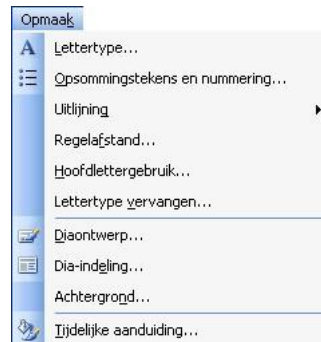 Opmaak
Lettertype...
Opsommingstekens en nummering...
Uitlijning
Regelafstand...
Hoofdlettergebruik...
Lettertype vervangen...
Diaontwerp...
Dia-indeling...
Achtergrond...
Tijdelijke aanduiding...